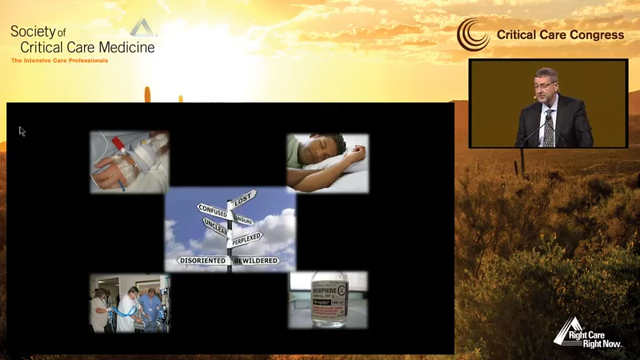 Society of
Critical Care Medicine
The Intensive Care Professionals
Critical Care Congress
LOST
CONFUSED
UNSURE
UNCLEAR
PERPLEXED
DISORIENTED
BEWILDERED
MORPHINE
Right Care
Right Now